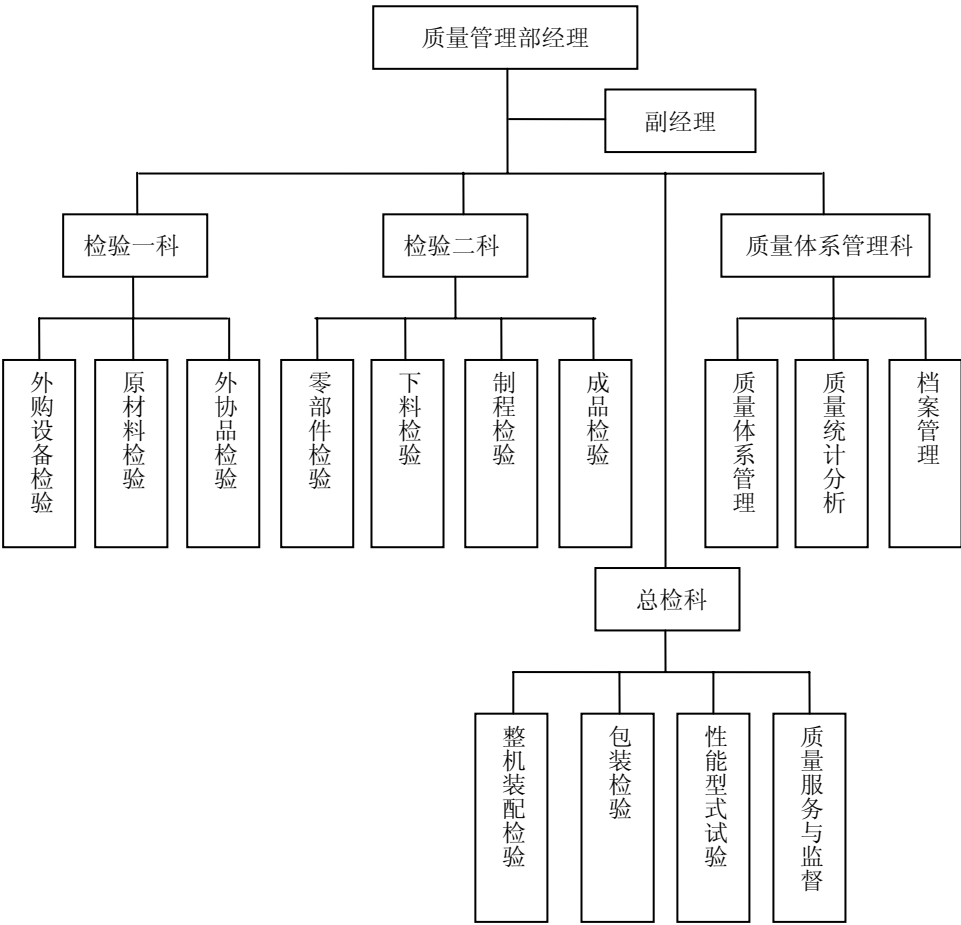 质量管理部经理
副经理
检验一科
检验二科
质量体系管理科
外购设备检验
原材料检验
外协品检验
零部件检验
下料检验
制程检验
成品检验
质量体系管理
质量统计分析
档案管理
总检科
整机装配检验
包装检验
性能型式试验
质量服务与监督